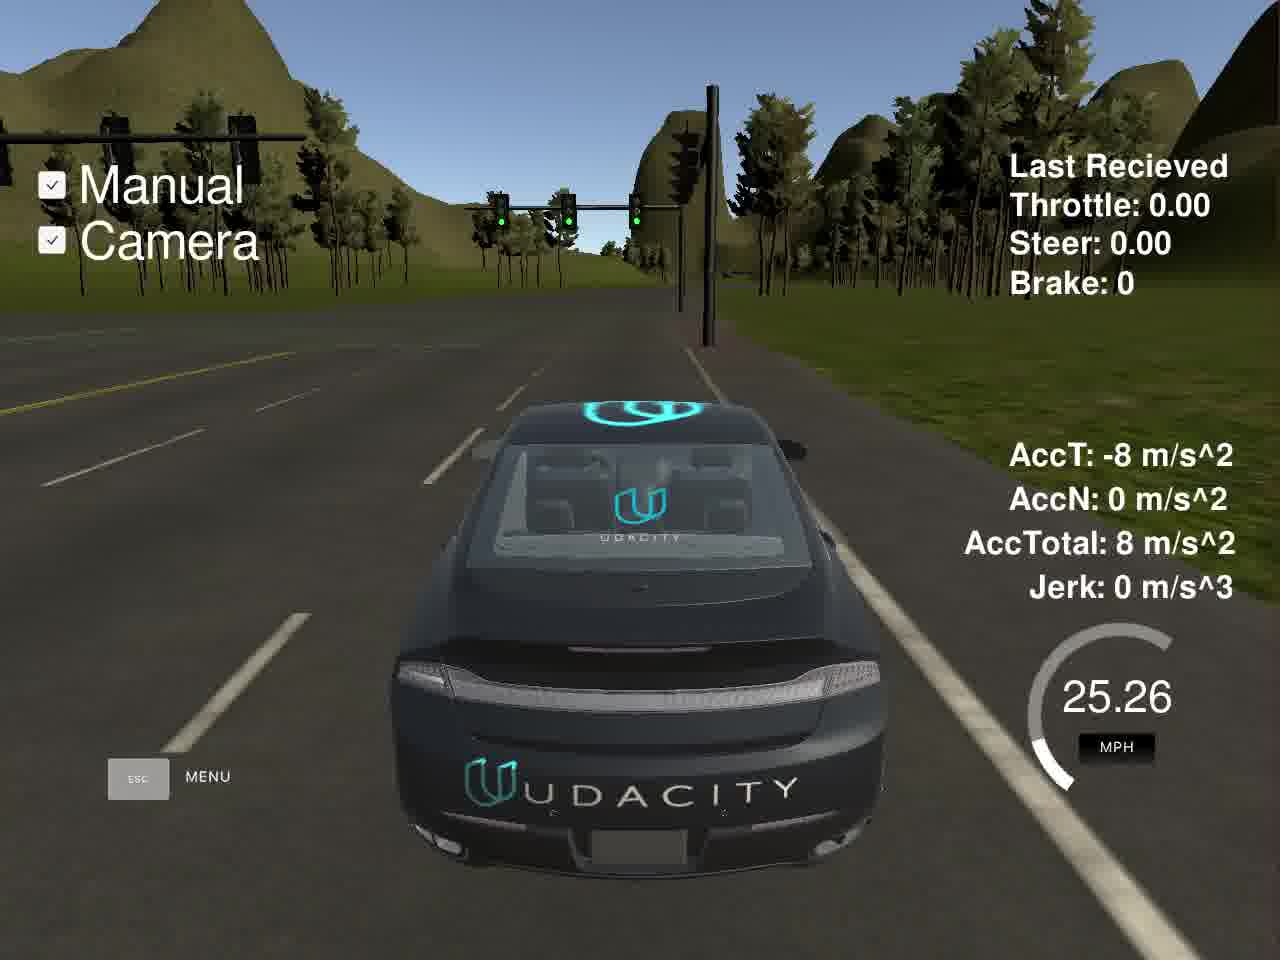 Manual
Camera
Last Recieved
Throttle: 0.00
Steer: 0.00
Brake: 0
AccT: -8 m/s^2
AccN: 0 m/s^2
AccTotal: 8 m/s^2
Jerk: 0 m/s^3
25.26
MPH
ESC MENU
UDACITY
UDACITY